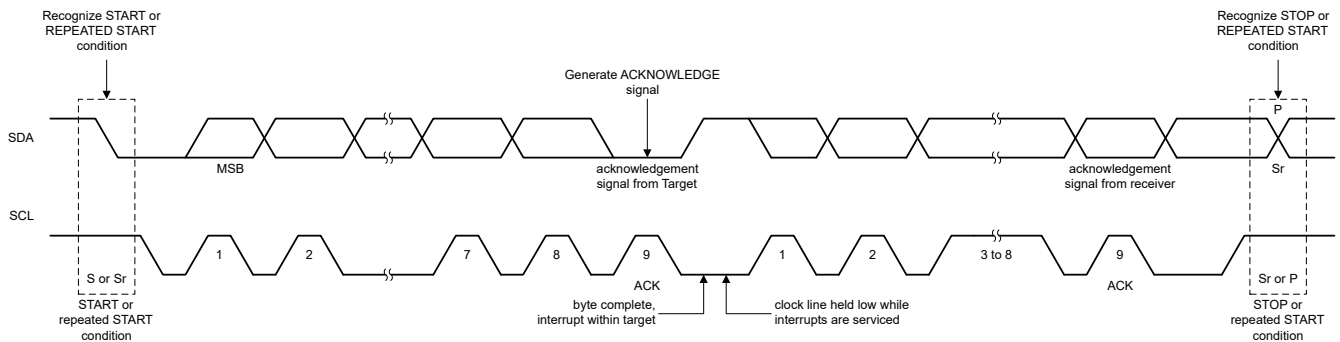 Recognize START or
REPEATED START
condition
Recognize STOP or
REPEATED START
condition
Generate ACKNOWLEDGE
signal
P
SDA
MSB
acknowledgement
signal from Target
acknowledgement
signal from receiver
Sr
SCL
1
2
7
8
9
1
2
3 to 8
9
S or Sr
ACK
ACK
Sr or P
START or
repeated START
condition
byte complete,
interrupt within target
clock line held low while
interrupts are serviced
STOP or
repeated START
condition